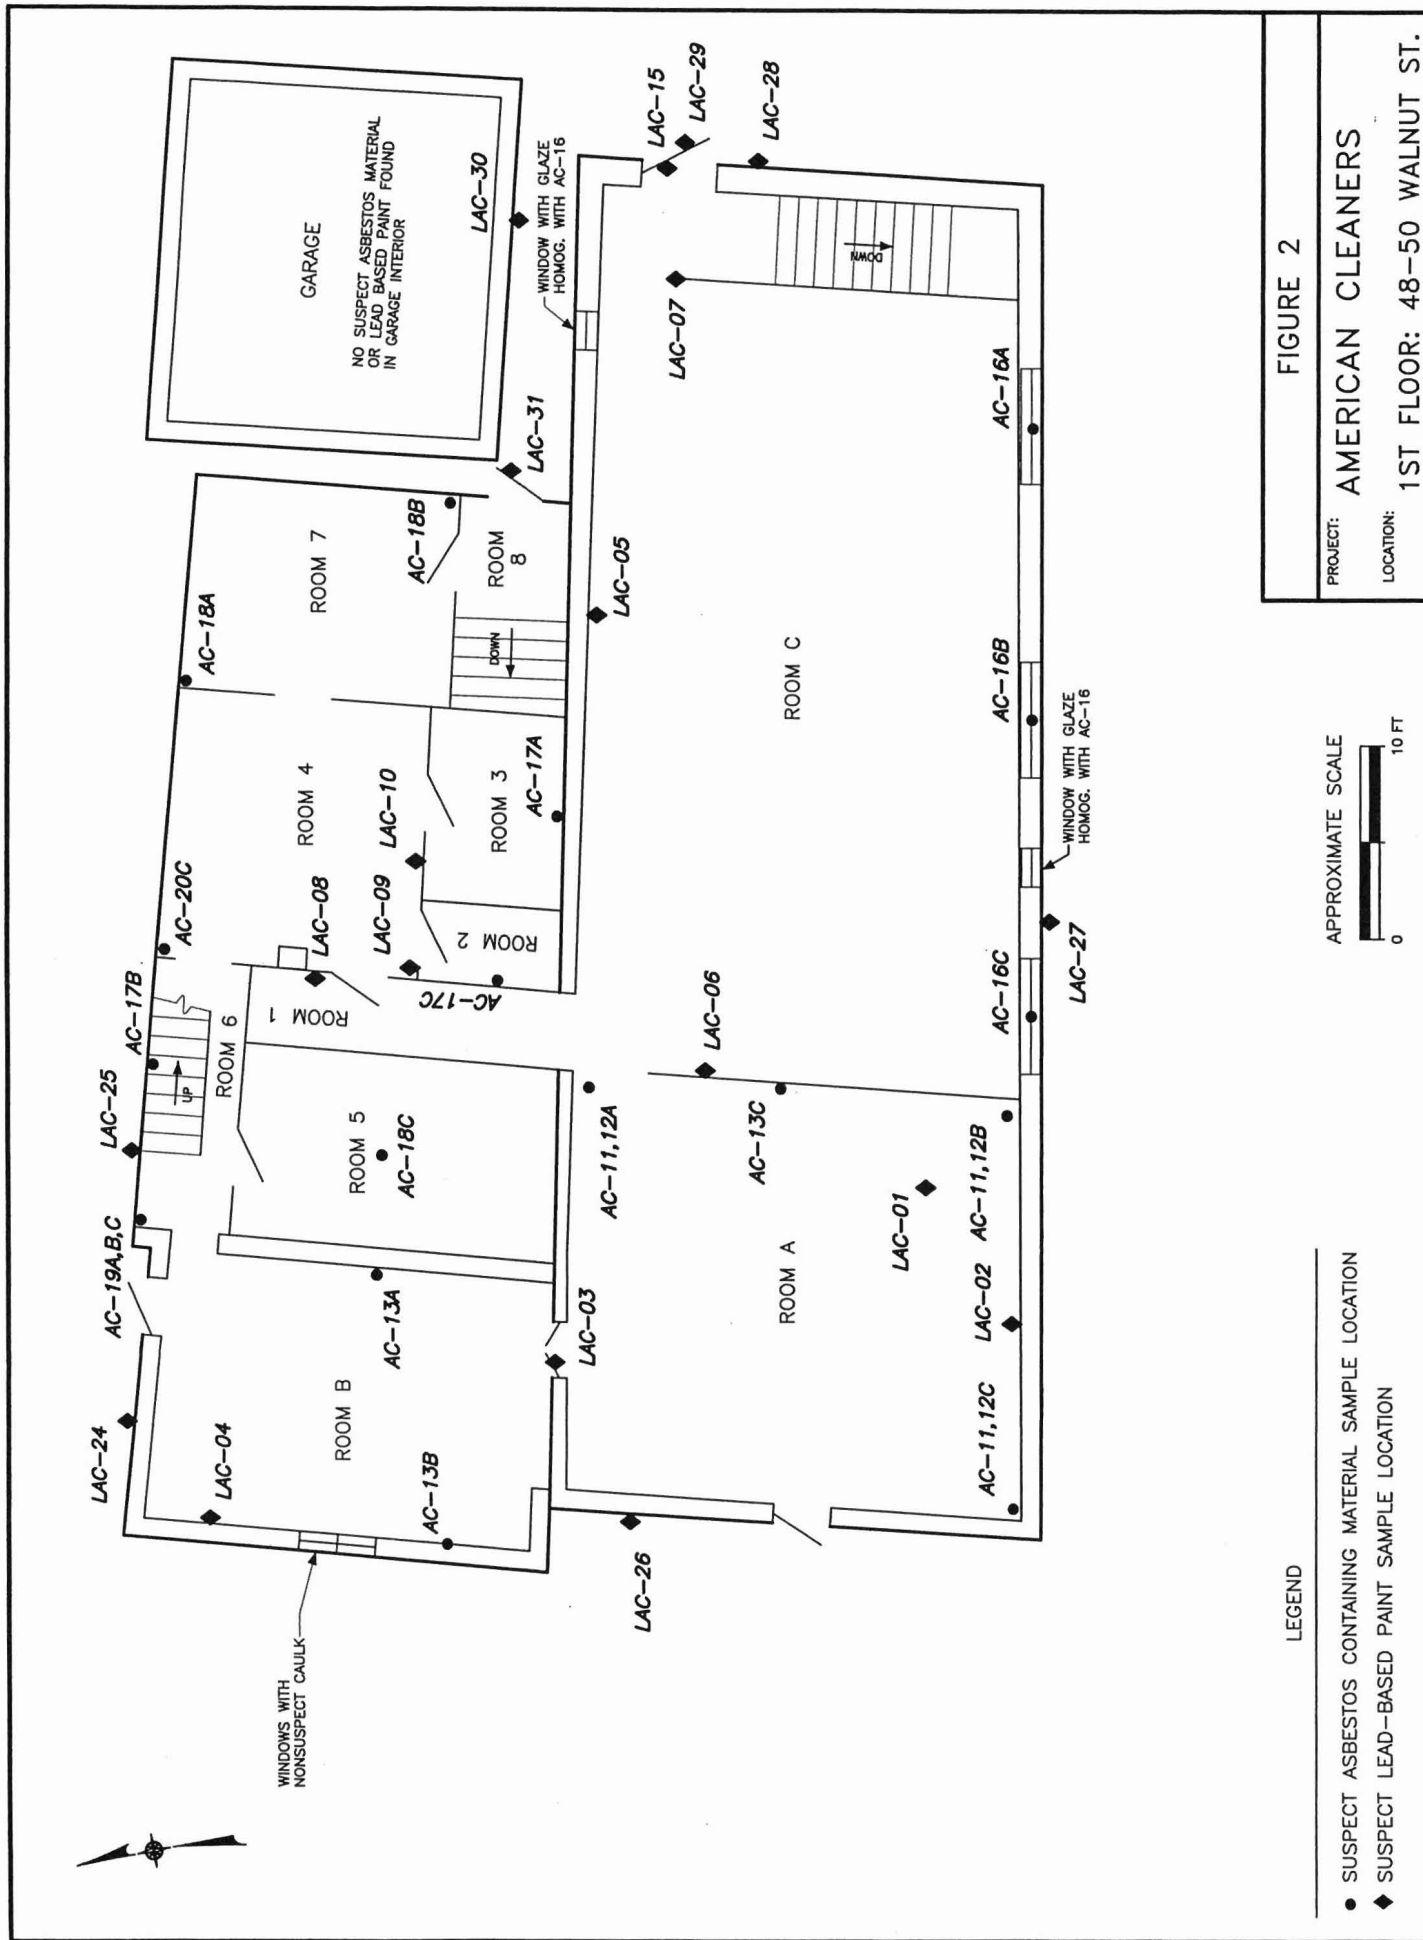 GARAGE
NO SUSPECT ASBESTOS MATERIAL
OR LEAD BASED PAINT FOUND
IN GARAGE INTERIOR
LAC-30
LAC-15
LAC-29
LAC-28
WINDOW WITH GLAZE
HOMOG. WITH AC-16
LAC-31
LAC-07
DOWN
AC-18A
ROOM 7
AC-18B
ROOM
8
DOWN
LAC-05
AC-16A
AC-20C
ROOM 4
LAC-10
ROOM 3
AC-17A
ROOM C
AC-16B
AC-17B
LAC-08
LAC-09
ROOM 2
AC-17C
LAC-06
WINDOW WITH GLAZE
HOMOG. WITH AC-16
LAC-27
AC-16C
LAC-25
UP
ROOM 6
ROOM 1
ROOM 5
AC-18C
AC-11,12A
AC-13C
AC-11,12B
LAC-01
AC-19A,B,C
AC-13A
LAC-03
ROOM A
LAC-02
LAC-24
LAC-04
ROOM B
AC-13B
AC-11,12C
LAC-26
WINDOWS WITH
NONSUSPECT CAULK
LEGEND
SUSPECT ASBESTOS CONTAINING MATERIAL SAMPLE LOCATION
SUSPECT LEAD-BASED PAINT SAMPLE LOCATION
APPROXIMATE SCALE
0 10 FT
FIGURE 2
PROJECT: AMERICAN CLEANERS
LOCATION: 1ST FLOOR: 48-50 WALNUT ST.